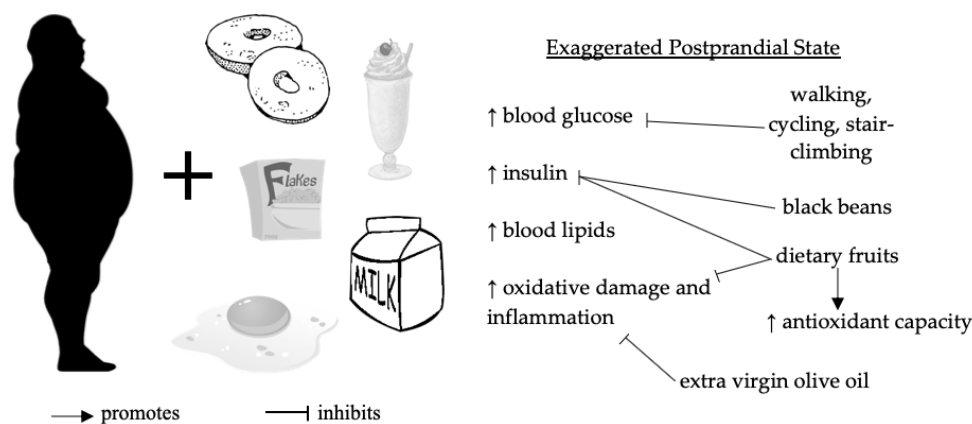 Exaggerated Postprandial State
↑ blood glucose
walking,
cycling, stair-
climbing
↑ insulin
black beans
↑ blood lipids
dietary fruits
↑ oxidative damage and
inflammation
↑ antioxidant capacity
extra virgin olive oil
Flakes
MILK
promotes
inhibits